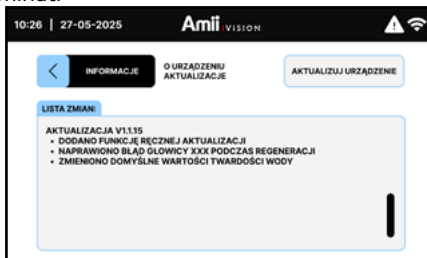 10:26 | 27-05-2025
Amii.VISION
INFORMACJE
O URZĄDZENIU
AKTUALIZACJE
AKTUALIZUJ URZĄDZENIE
LISTA ZMIAN:
AKTUALIZACJA V1.1.15
• DODANO FUNKCJĘ RĘCZNEJ AKTUALIZACJI
• NAPRAWIONO BŁĄD GŁOWICY XXX PODCZAS REGENERACJI
• ZMIENIONO DOMYŚLNE WARTOŚCI TWARDOŚCI WODY